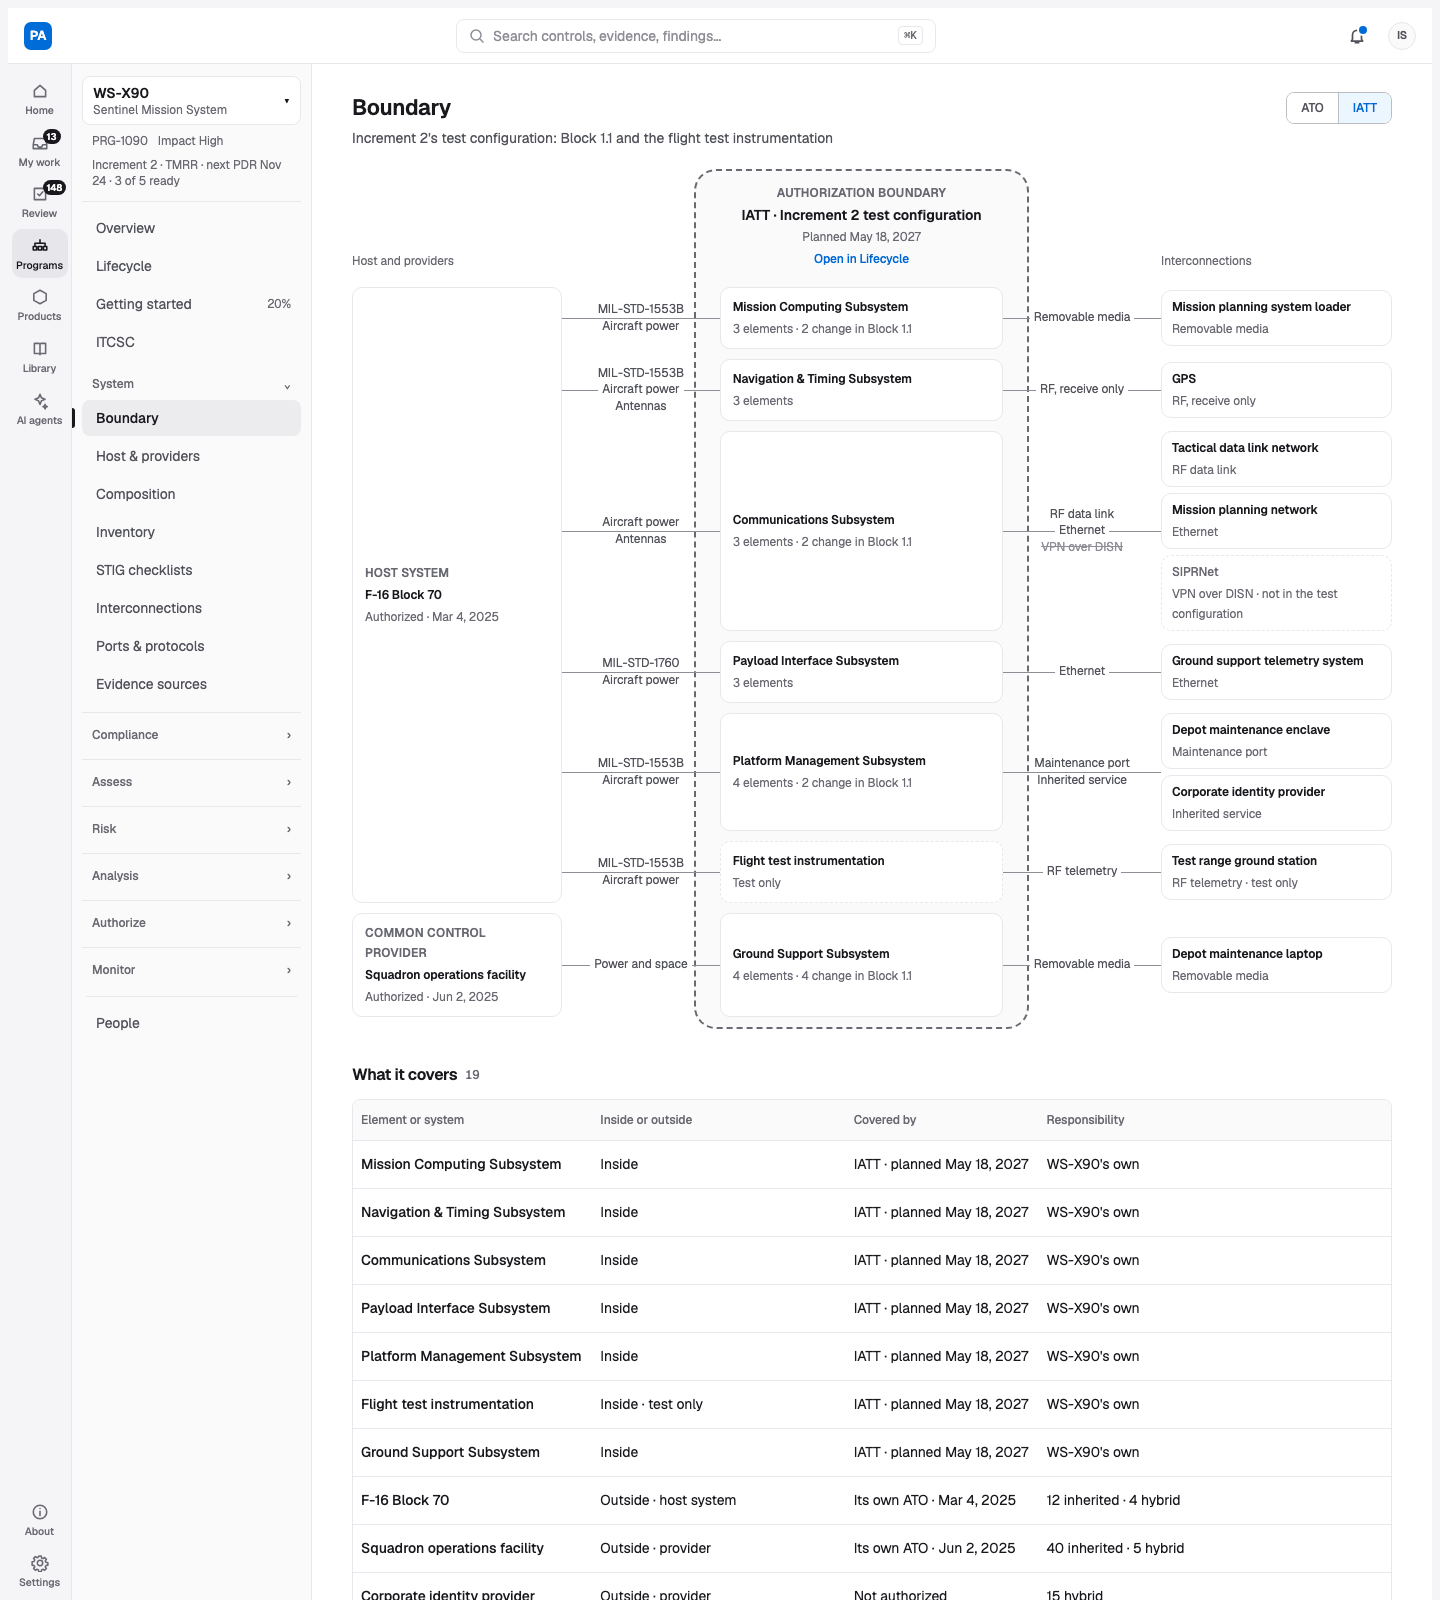 PA
Search controls, evidence, findings...
⌘K
IS
Home
13
My work
148
Review
Programs
Products
Library
AI agents
About
Settings
WS-X90
Sentinel Mission System
PRG-1090 Impact High
Increment 2 · TMRR · next PDR Nov
24 · 3 of 5 ready
Overview
Lifecycle
Getting started 20%
ITCSC
System
Boundary
Host & providers
Composition
Inventory
STIG checklists
Interconnections
Ports & protocols
Evidence sources
Compliance
Assess
Risk
Analysis
Authorize
Monitor
People
Boundary
ATO
IATT
Increment 2's test configuration: Block 1.1 and the flight test instrumentation
AUTHORIZATION BOUNDARY
IATT · Increment 2 test configuration
Planned May 18, 2027
Open in Lifecycle
Host and providers
Interconnections
HOST SYSTEM
F-16 Block 70
Authorized · Mar 4, 2025
COMMON CONTROL
PROVIDER
Squadron operations facility
Authorized · Jun 2, 2025
MIL-STD-1553B
Aircraft power
Mission Computing Subsystem
3 elements · 2 change in Block 1.1
Removable media
Mission planning system loader
Removable media
MIL-STD-1553B
Aircraft power
Antennas
Navigation & Timing Subsystem
3 elements
RF, receive only
GPS
RF, receive only
Aircraft power
Antennas
Communications Subsystem
3 elements · 2 change in Block 1.1
RF data link
Ethernet
VPN over DISN
Tactical data link network
RF data link
Mission planning network
Ethernet
SIPRNet
VPN over DISN · not in the test
configuration
MIL-STD-1760
Aircraft power
Payload Interface Subsystem
3 elements
Ethernet
Ground support telemetry system
Ethernet
MIL-STD-1553B
Aircraft power
Platform Management Subsystem
4 elements · 2 change in Block 1.1
Maintenance port
Inherited service
Depot maintenance enclave
Maintenance port
Corporate identity provider
Inherited service
MIL-STD-1553B
Aircraft power
Flight test instrumentation
Test only
RF telemetry
Test range ground station
RF telemetry · test only
Power and space
Ground Support Subsystem
4 elements · 4 change in Block 1.1
Removable media
Depot maintenance laptop
Removable media
What it covers 19
Element or system Inside or outside Covered by Responsibility
Mission Computing Subsystem Inside IATT · planned May 18, 2027 WS-X90's own
Navigation & Timing Subsystem Inside IATT · planned May 18, 2027 WS-X90's own
Communications Subsystem Inside IATT · planned May 18, 2027 WS-X90's own
Payload Interface Subsystem Inside IATT · planned May 18, 2027 WS-X90's own
Platform Management Subsystem Inside IATT · planned May 18, 2027 WS-X90's own
Flight test instrumentation Inside · test only IATT · planned May 18, 2027 WS-X90's own
Ground Support Subsystem Inside IATT · planned May 18, 2027 WS-X90's own
F-16 Block 70 Outside · host system Its own ATO · Mar 4, 2025 12 inherited · 4 hybrid
Squadron operations facility Outside · provider Its own ATO · Jun 2, 2025 40 inherited · 5 hybrid
Corporate identity provider Outside · provider Not authorized 15 hybrid